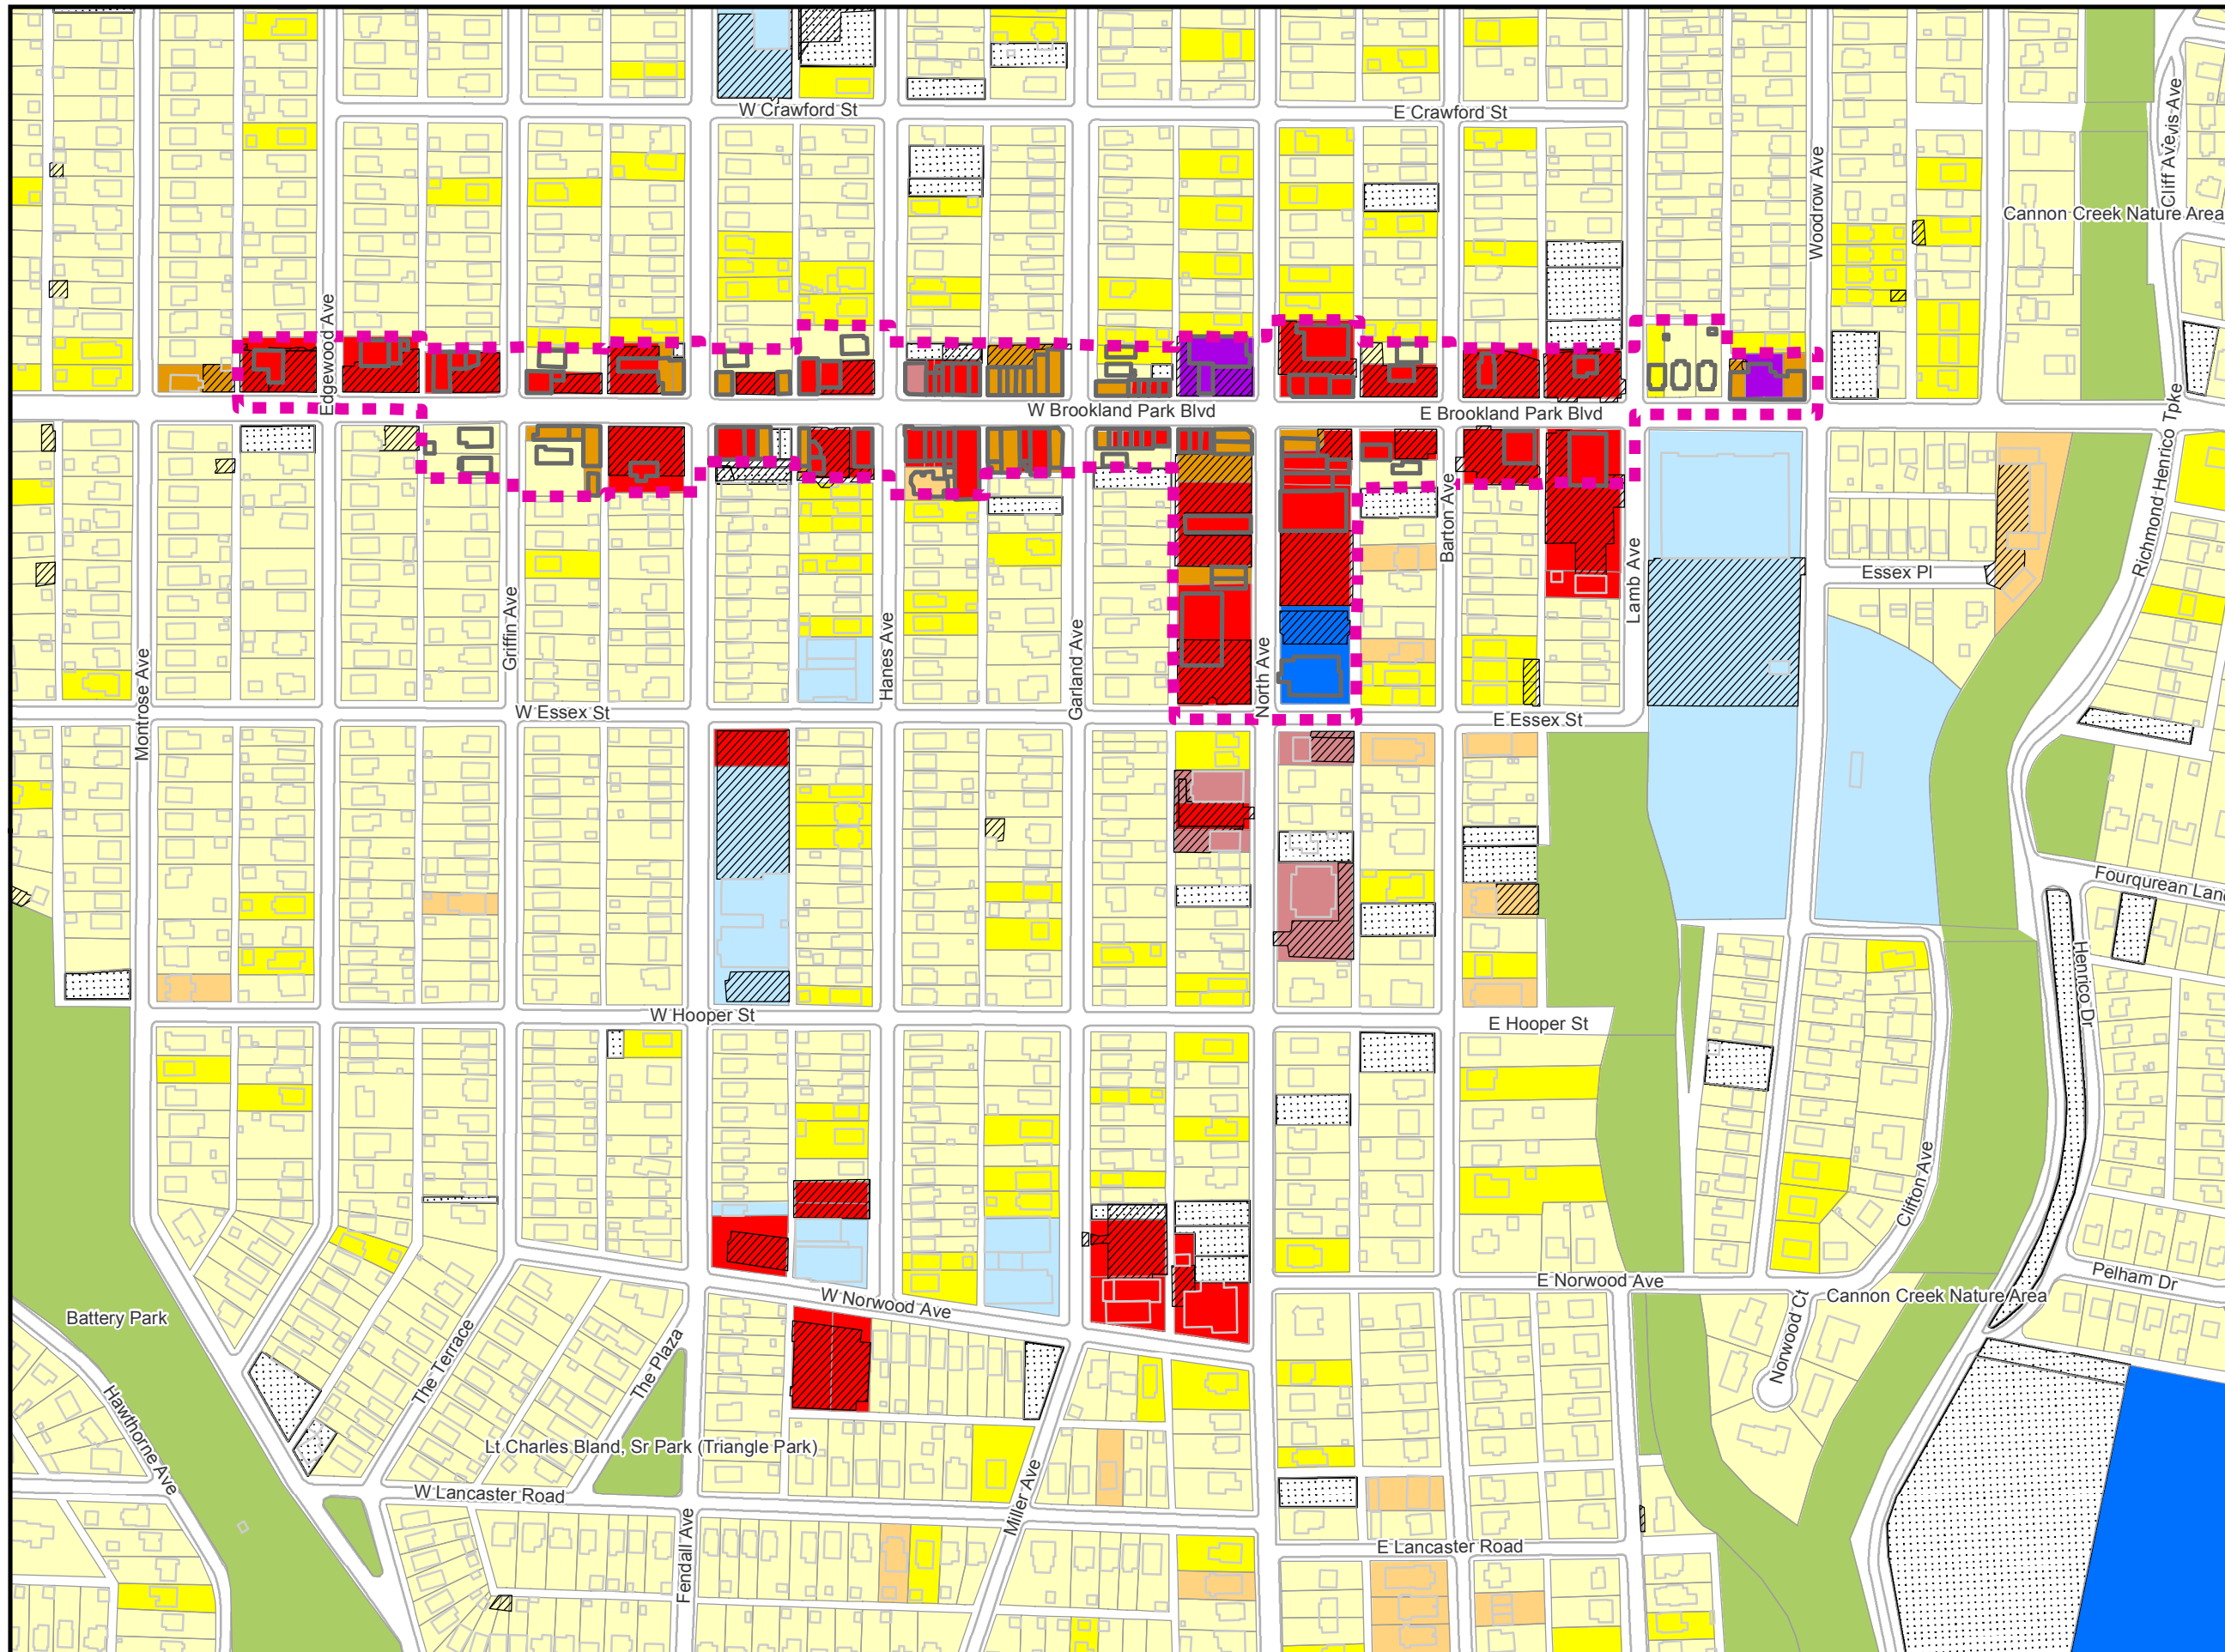 W Crawford St
E Crawford St
Cliff Avevis Ave
Woodrow Ave
Cannon Creek Nature Area
Edgewood Ave
W Brookland Park Blvd
E Brookland Park Blvd
Richmond Henrico Tpke
Barton Ave
Lamb Ave
Essex Pl
Griffin Ave
Hanes Ave
Garland Ave
North Ave
Montrose Ave
W Essex St
E Essex St
Fourqurean Lan
Henrico Dr
W Hooper St
E Hooper St
Clifton Ave
Pelham Dr
E Norwood Ave
Cannon Creek Nature Area
W Norwood Ave
Battery Park
Norwood Ct
The Terrace
The Plaza
Hawthorne Ave
Lt Charles Bland, Sr Park (Triangle Park)
W Lancaster Road
Miller Ave
Fendall Ave
E Lancaster Road